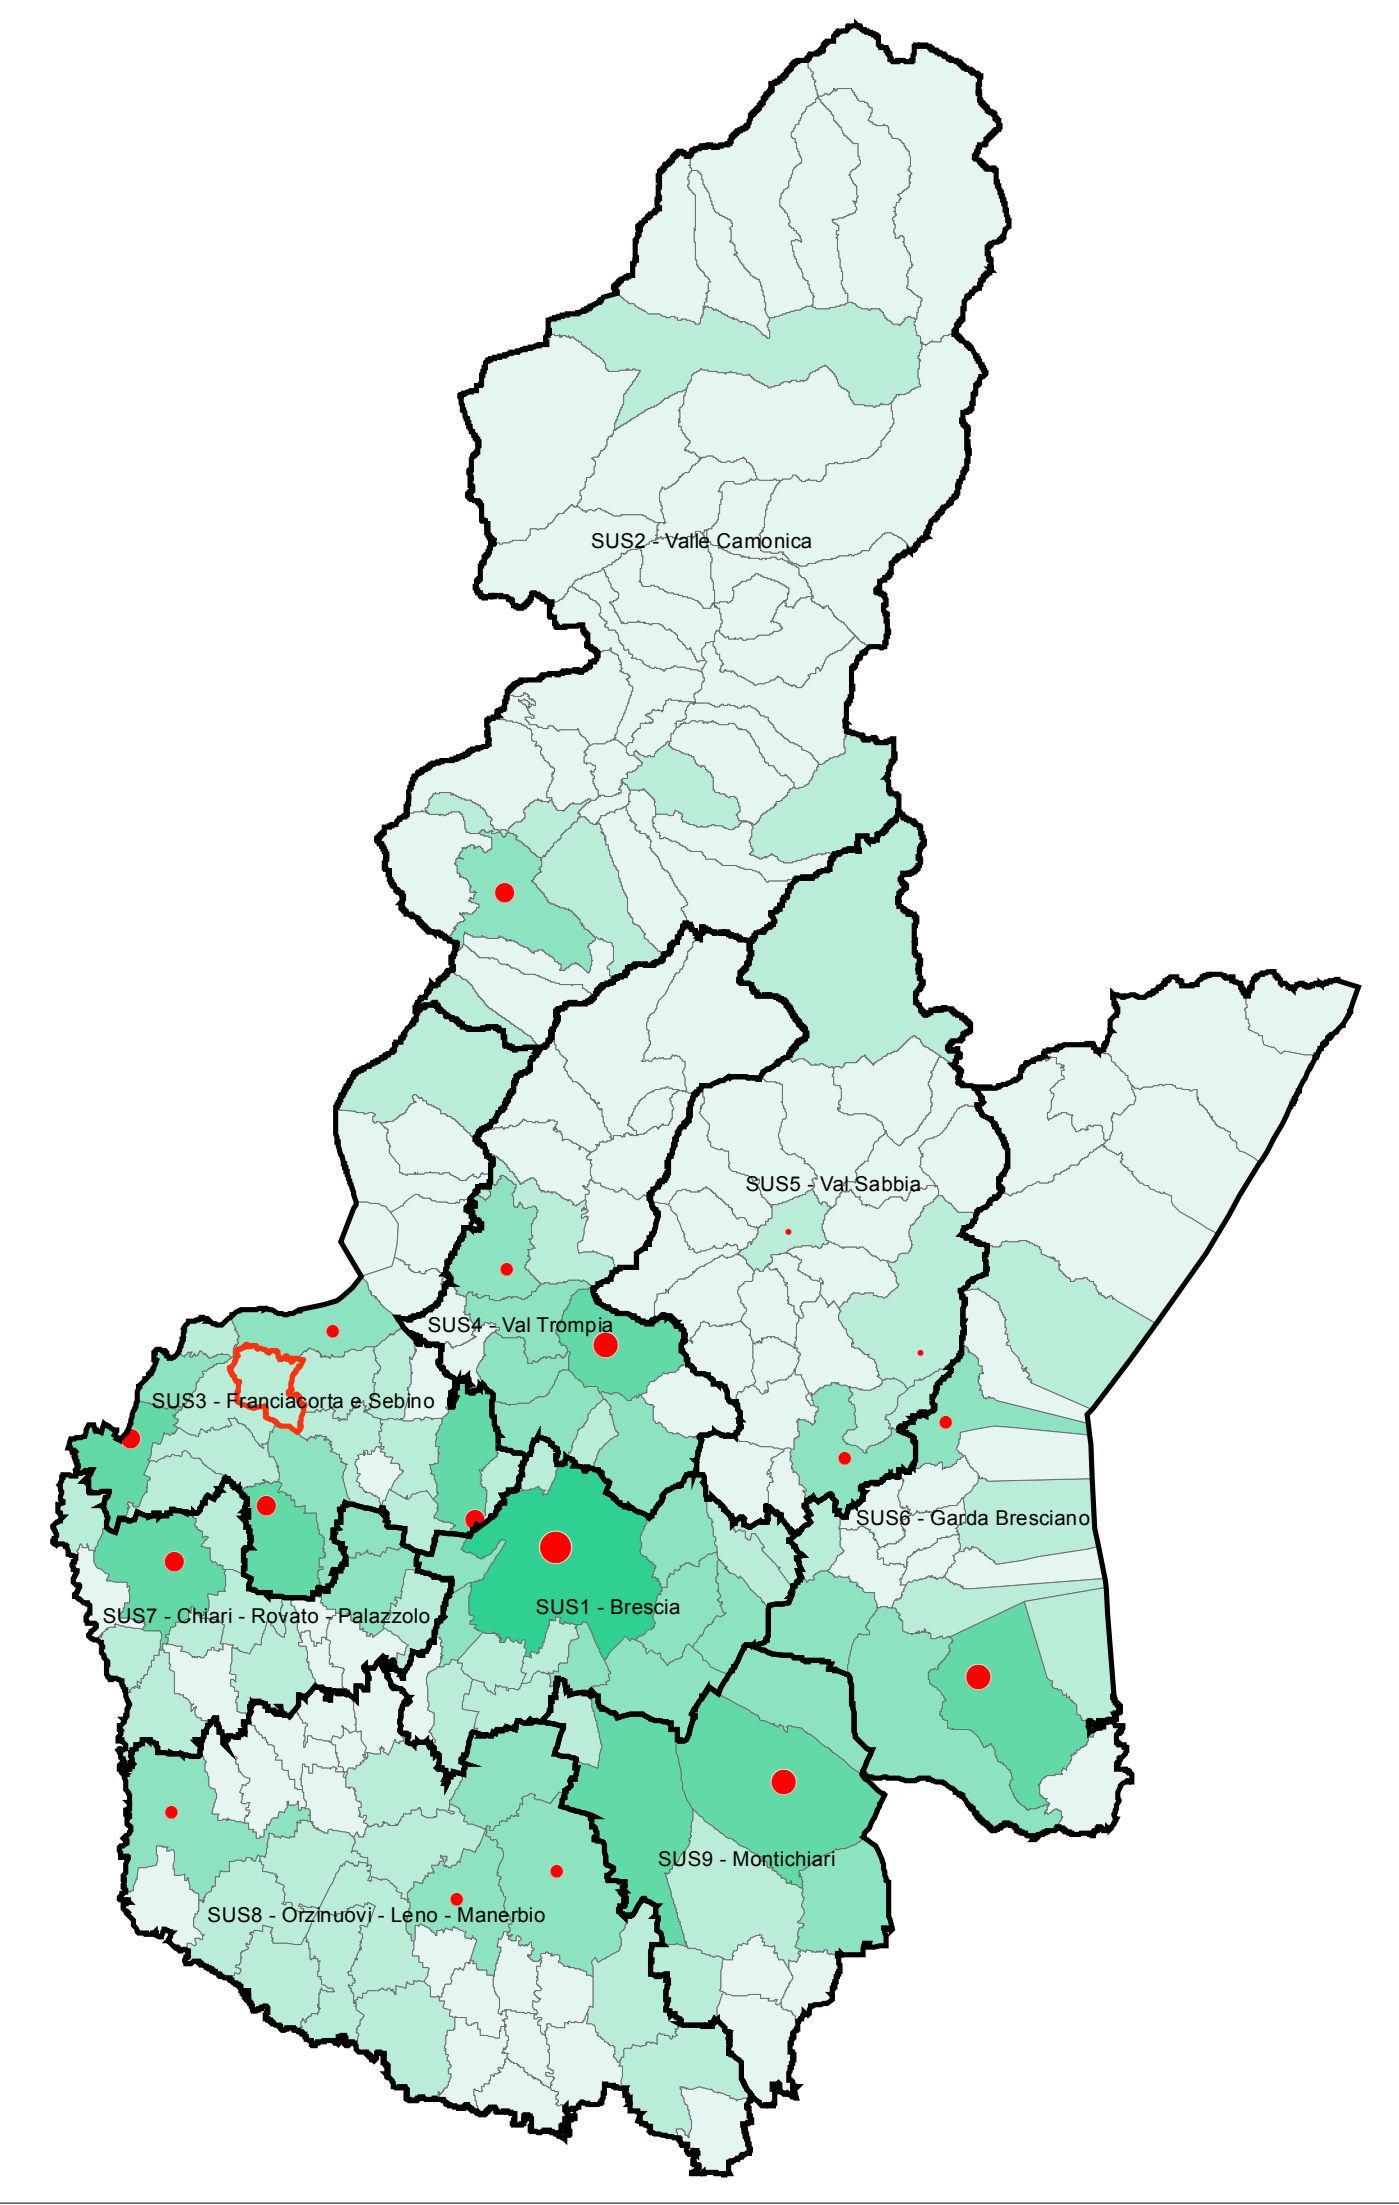 SUS2 - Valle Camonica
SUS5 - Val Sabbia
SUS4 - Val Trompia
SUS3 - Franciacorta e Sebino
SUS6 - Garda Bresciano
SUS1 - Brescia
SUS7 - Chiari - Rovato - Palazzolo
SUS9 - Montichiari
SUS8 - Orzinuovi - Leno - Manerbio